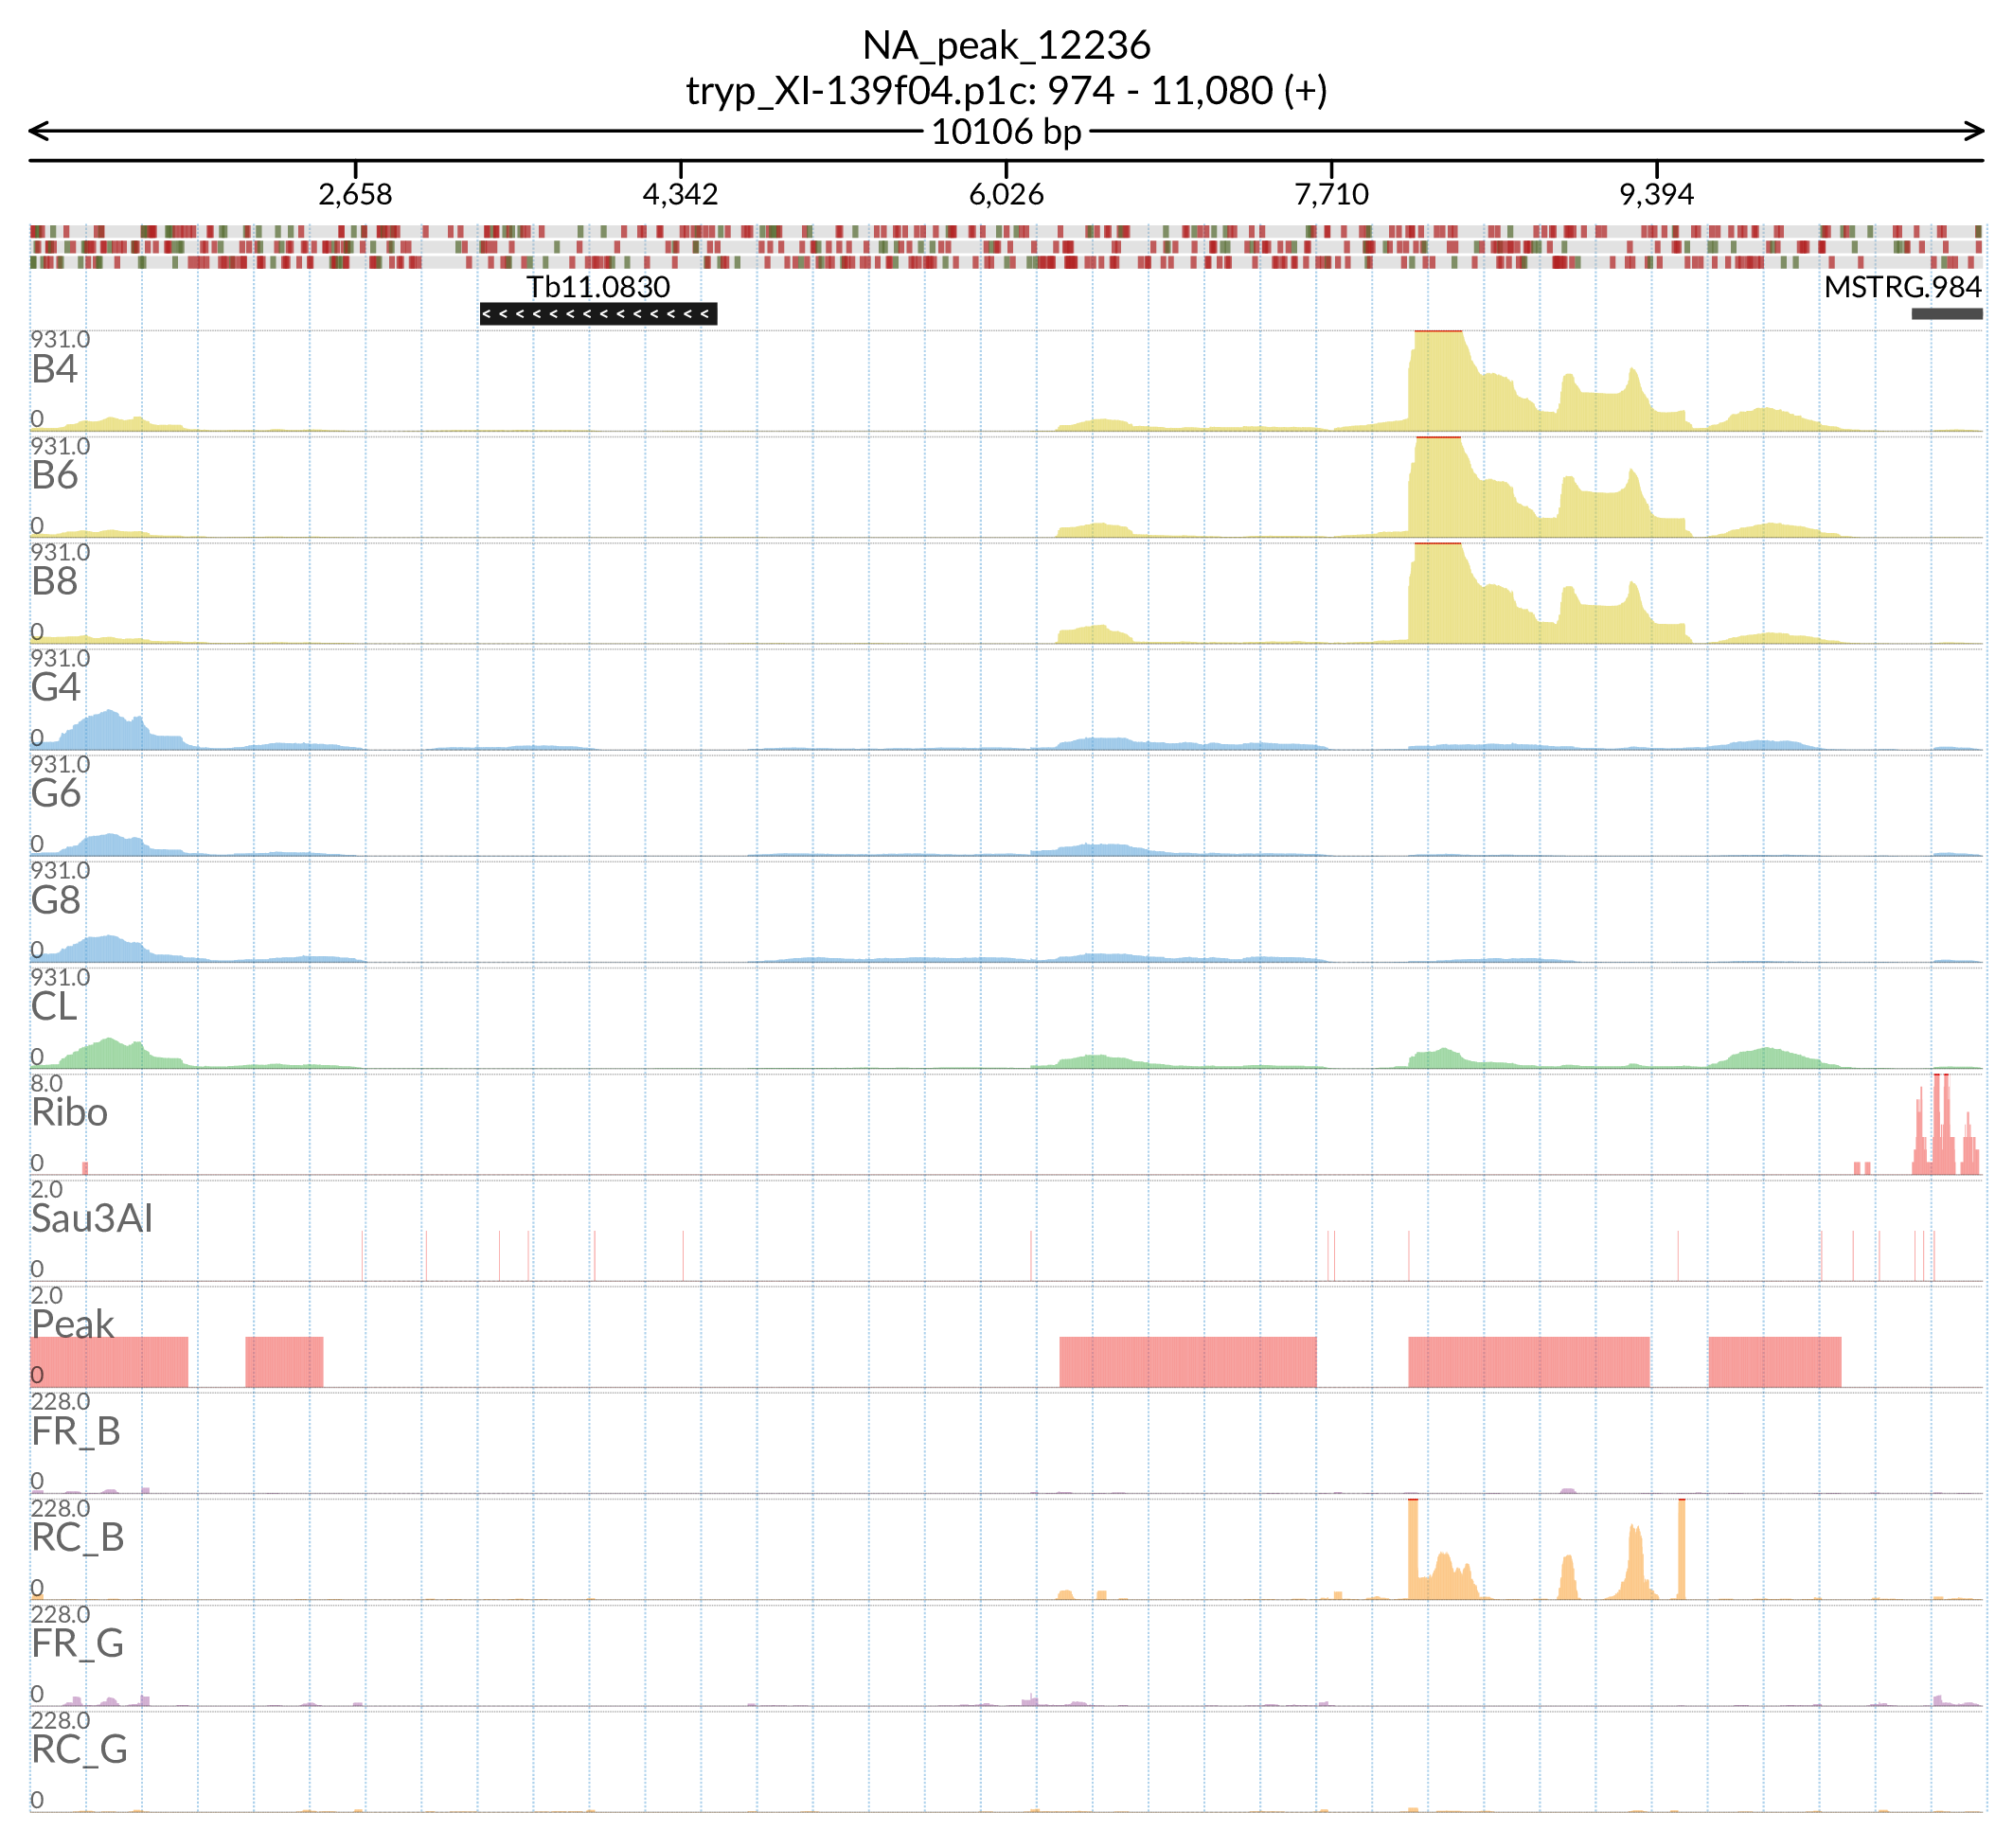 NA_peak_12236
tryp_XI-139f04.p1c: 974 - 11,080 (+)
10106 bp
2,658 4,342 6,026 7,710 9,394
Tb11.0830 MSTRG.984
931.0
B4
0
931.0
B6
0
931.0
B8
0
931.0
G4
0
931.0
G6
0
931.0
G8
0
931.0
CL
0
8.0
Ribo
0
2.0
Sau3AI
0
2.0
Peak
0
228.0
FR_B
0
228.0
RC_B
0
228.0
FR_G
0
228.0
RC_G
0